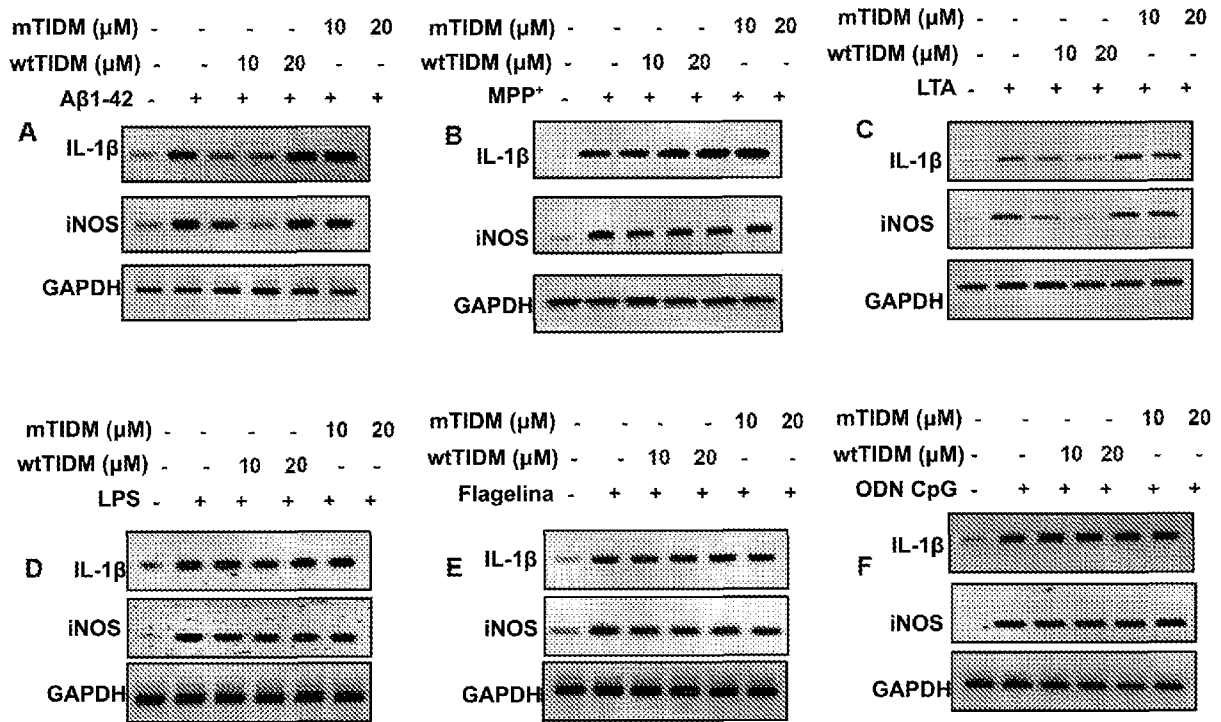 mTIDM (µM) - - - - 10 20
wtTIDM (µM) - - 10 20 - -
Aβ1-42 - + + + + +
A
IL-1β
iNOS
GAPDH
mTIDM (µM) - - - - 10 20
wtTIDM (µM) - - 10 20 - -
MPP⁺ - + + + + +
B
IL-1β
iNOS
GAPDH
mTIDM (µM) - - - - 10 20
wtTIDM (µM) - - 10 20 - -
LTA - + + + + +
C
IL-1β
iNOS
GAPDH
mTIDM (µM) - - - - 10 20
wtTIDM (µM) - - 10 20 - -
LPS - + + + + +
D
IL-1β
iNOS
GAPDH
mTIDM (µM) - - - - 10 20
wtTIDM (µM) - - 10 20 - -
Flagelina - + + + + +
E
IL-1β
iNOS
GAPDH
mTIDM (µM) - - - - 10 20
wtTIDM (µM) - - 10 20 - -
ODN CpG - + + + + +
F
IL-1β
iNOS
GAPDH